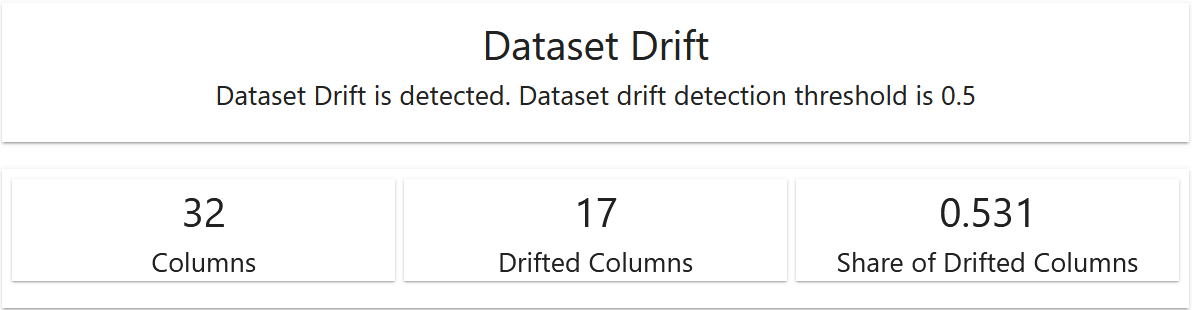 Dataset Drift
Dataset Drift is detected. Dataset drift detection threshold is 0.5
32
Columns
17
Drifted Columns
0.531
Share of Drifted Columns